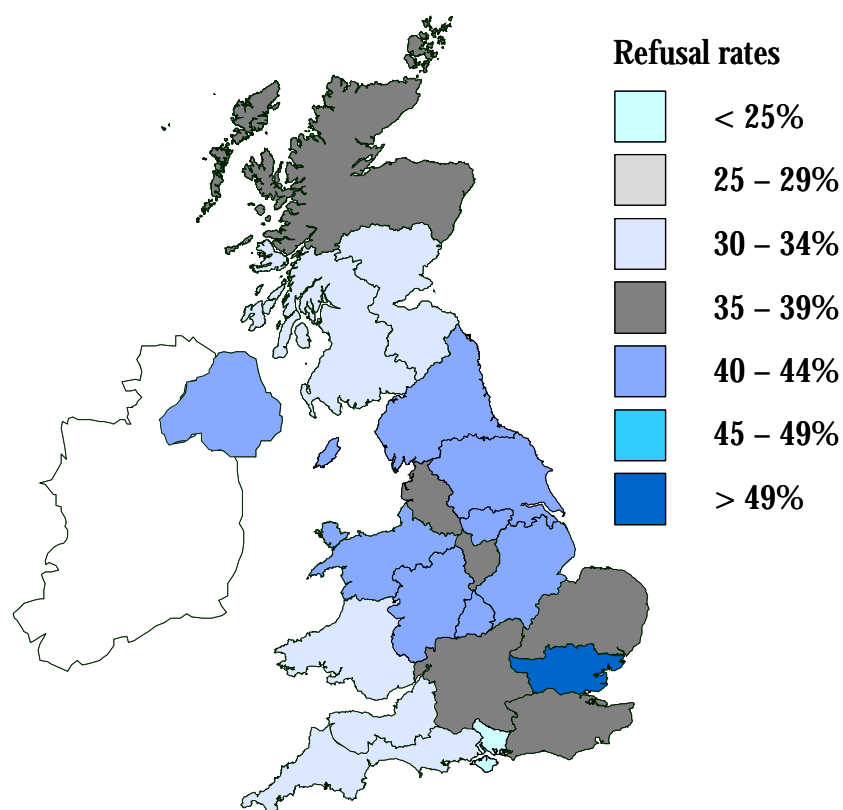 Refusal rates
< 25%
25 – 29%
30 – 34%
35 – 39%
40 – 44%
45 – 49%
> 49%